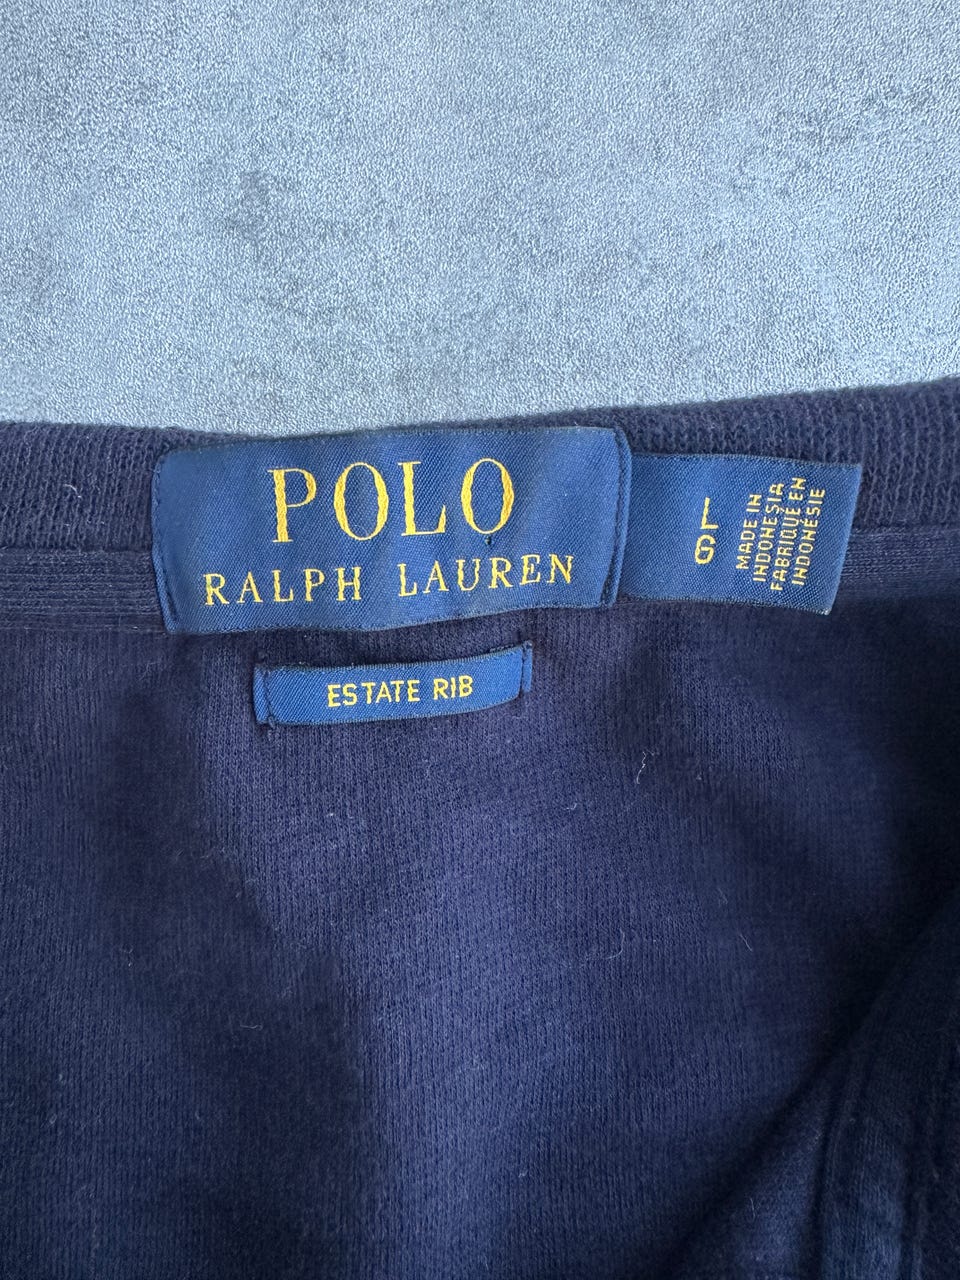 POLO
RALPH LAUREN
L
G
MADE IN
INDONESIA
FABRIQUÉ EN
INDONÉSIE
ESTATE RIB